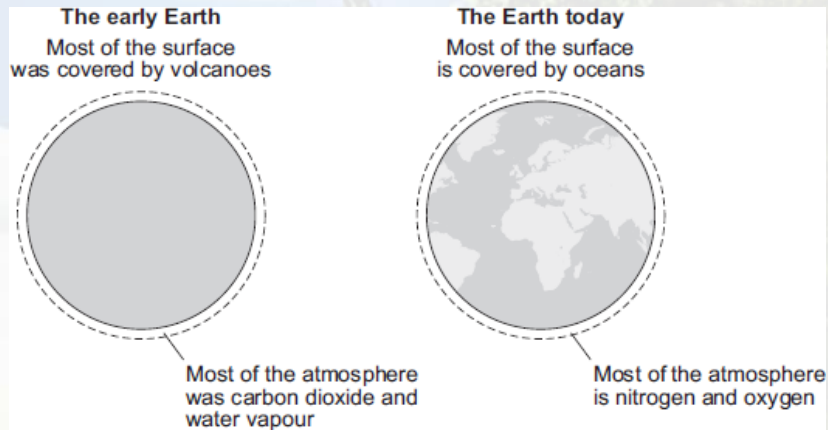 The early Earth
Most of the surface
was covered by volcanoes
Most of the atmosphere
was carbon dioxide and
water vapour
The Earth today
Most of the surface
is covered by oceans
Most of the atmosphere
is nitrogen and oxygen